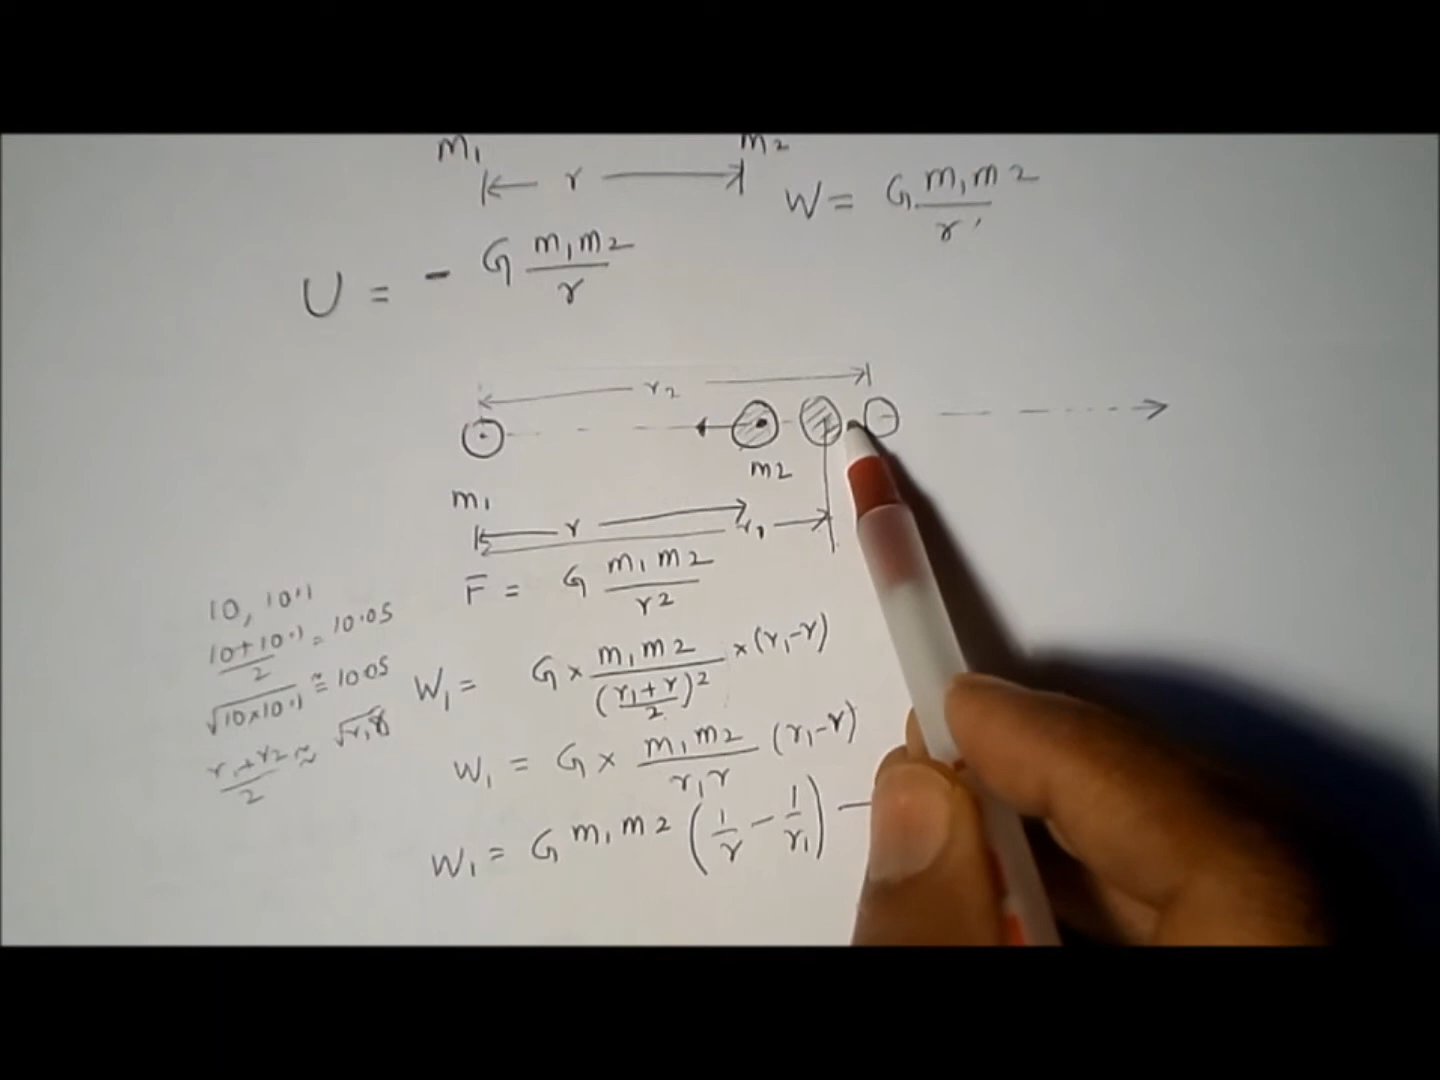 m₁ m₂
r
W = G m₁m₂/r
U = - G m₁m₂/r
r₂
m₂
m₁
r r₁
F = G m₁m₂/r²
10, 10.1
(10+10.1)/2 = 10.05
√(10×10.1) ≅ 10.05
(r₁+r₂)/2 ≈ √r₁r
W₁ = G × m₁m₂/((r₁+r)/2)² × (r₁-r)
W₁ = G × m₁m₂/r₁r (r₁-r)
W₁ = G m₁m₂ (1/r - 1/r₁) —